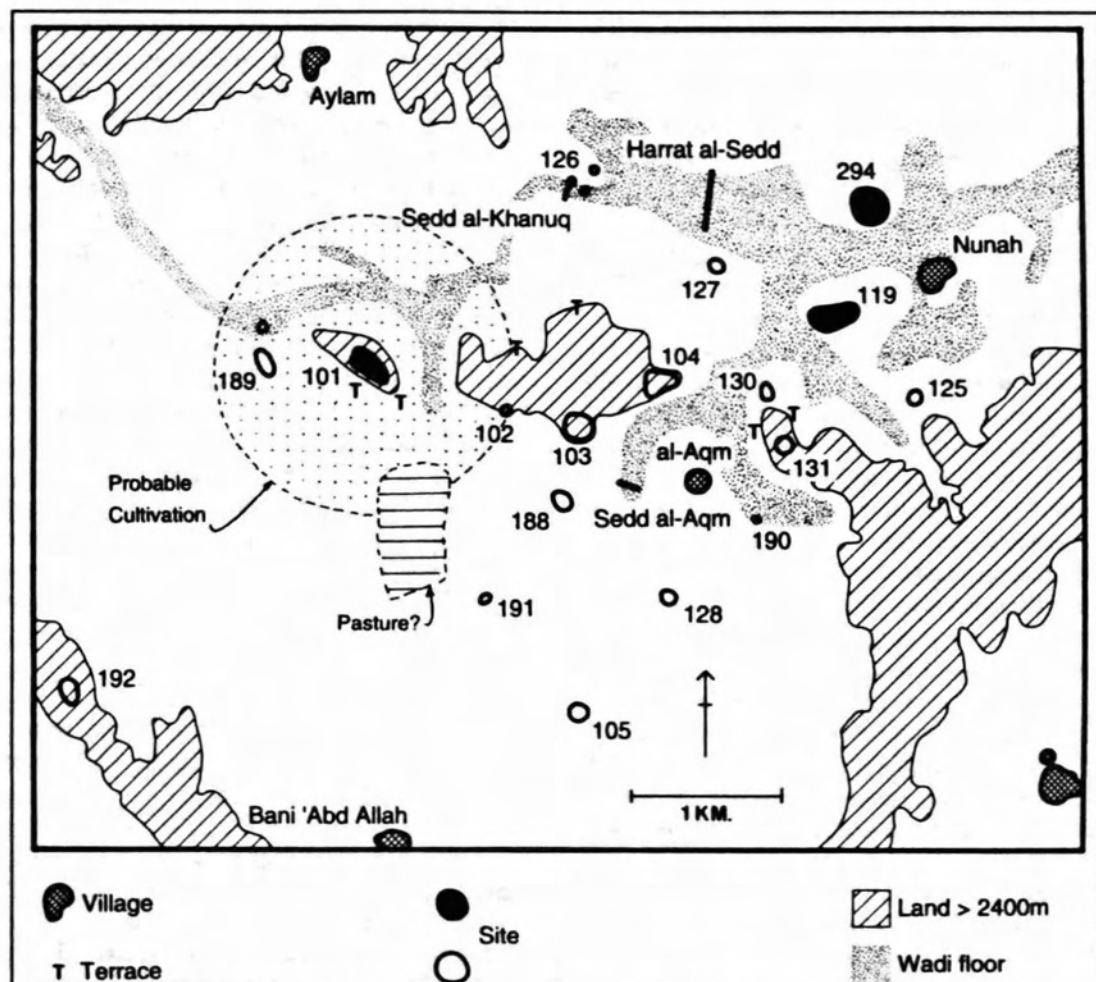 Aylam
126
Harrat al-Sedd
294
Sedd al-Khanuq
Nunah
127
119
T
T
104
189
101
T
T
130
125
102
T
T
103
al-Aqm
131
Probable
Cultivation
188
Sedd al-Aqm
190
191
128
Pasture?
192
105
1 KM.
Bani 'Abd Allah
Village
Site
Land > 2400m
T Terrace
Wadi floor